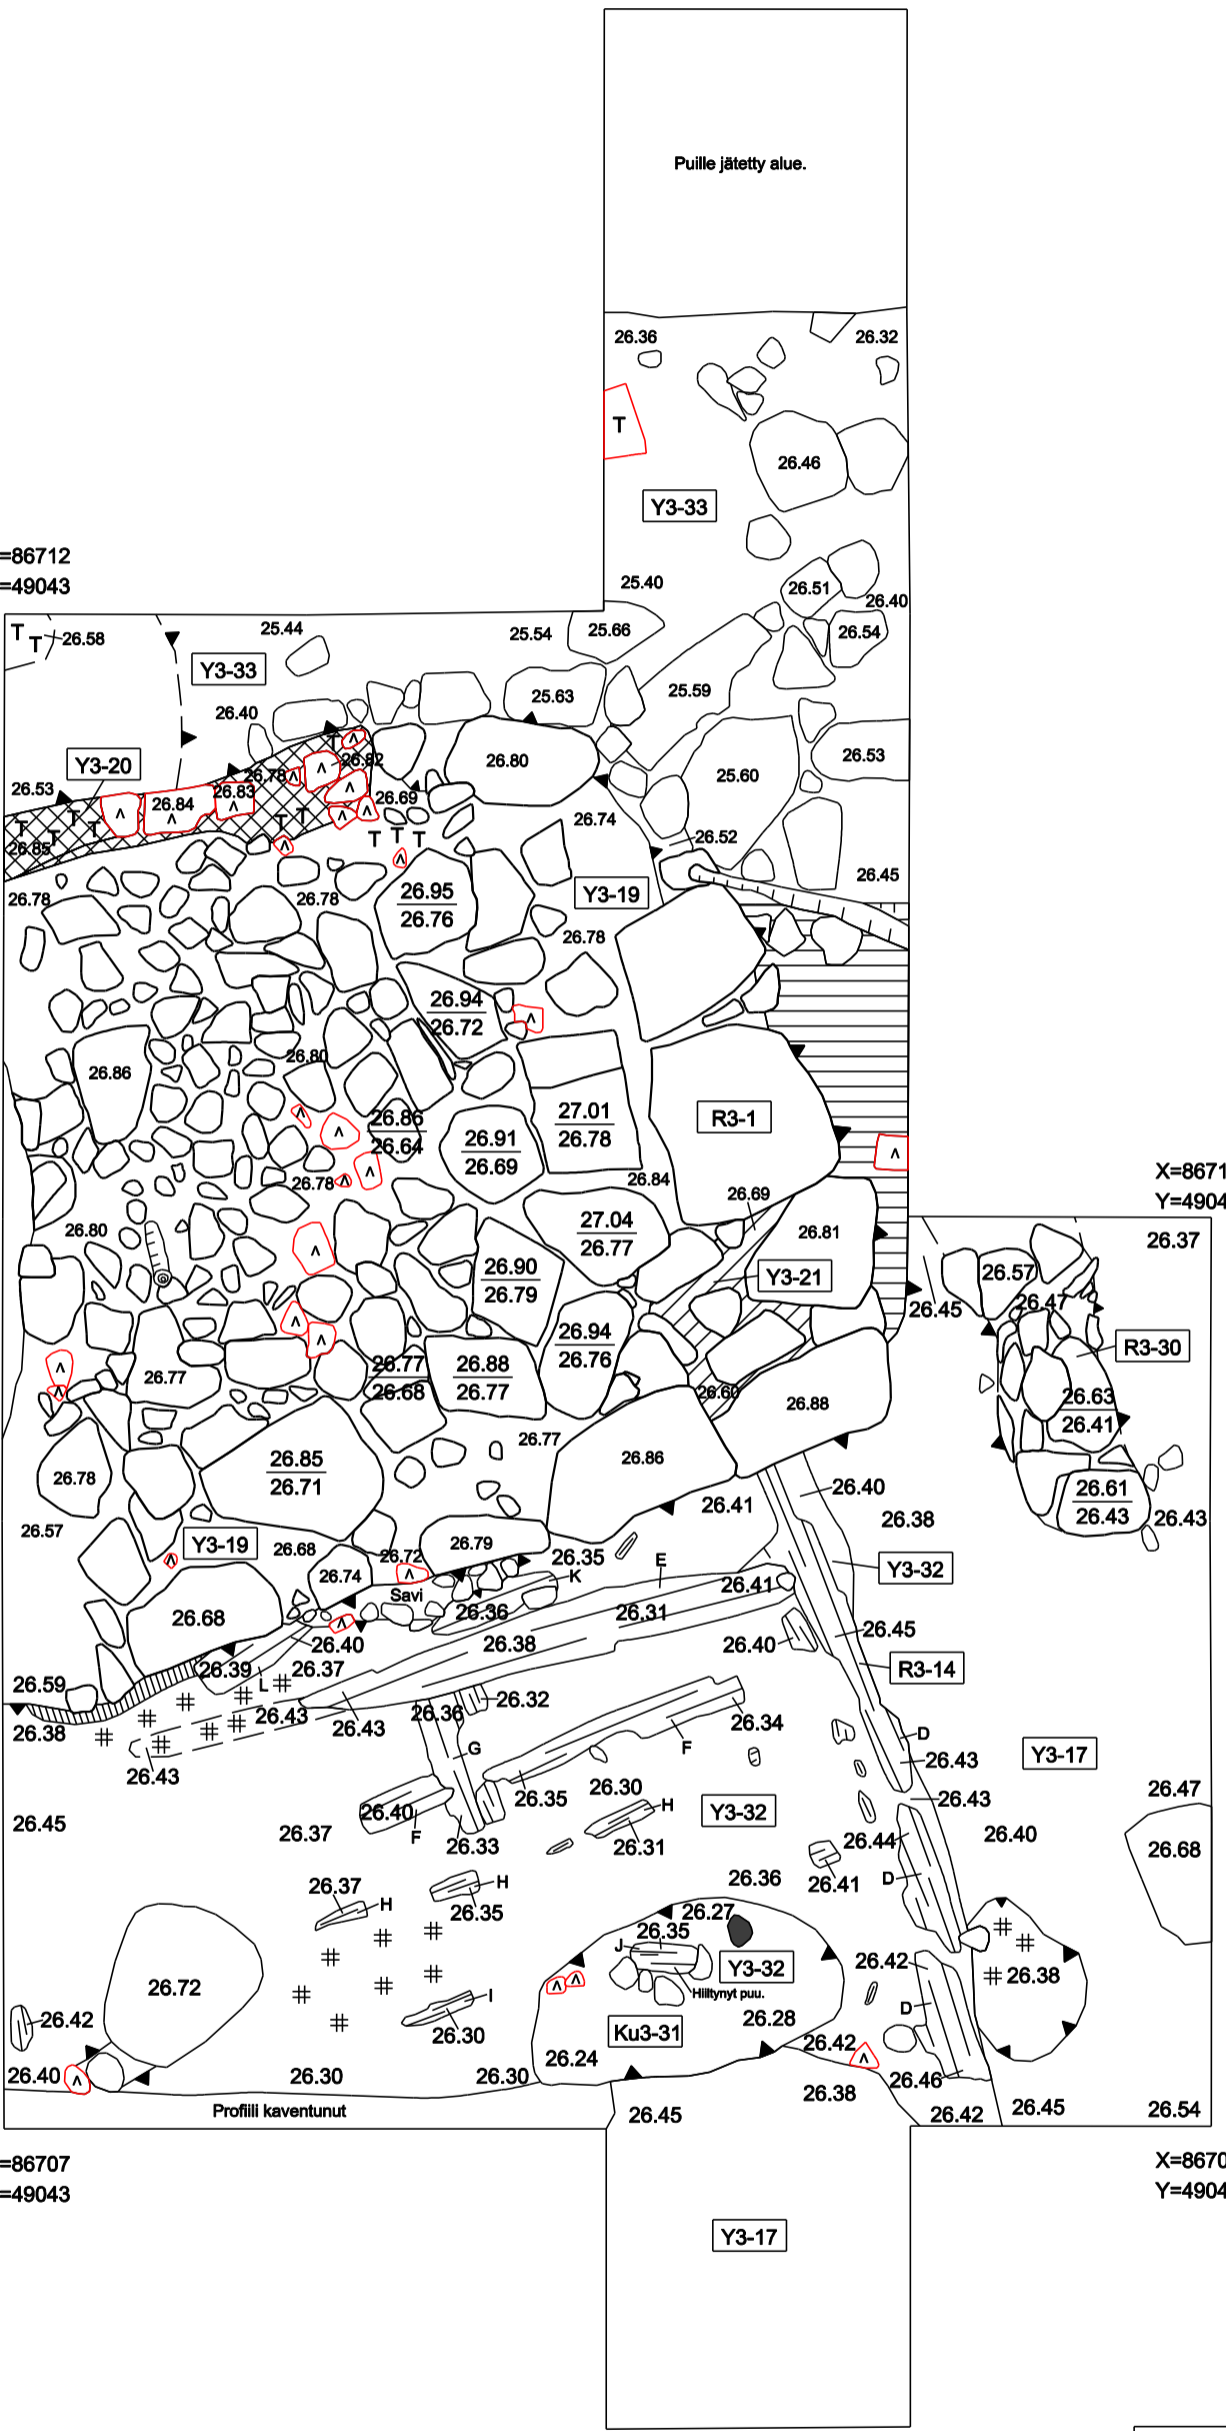 Puille jätetty alue.
26.36
26.32
T
26.46
Y3-33
=86712
=49043
25.40
26.51
26.40
T
T
26.58
25.44
25.54
25.66
26.54
Y3-33
25.63
25.59
26.40
T
26.82
26.80
26.53
Y3-20
26.78
25.60
26.53
26.84
26.83
26.69
26.74
T
T
T
T
T
T
T
T
26.52
26.85
26.78
26.78
26.95
26.76
Y3-19
26.45
26.78
26.94
26.72
26.80
26.86
26.86
26.64
26.91
26.69
27.01
26.78
R3-1
26.78
26.84
26.69
X=8671
Y=4904
26.80
27.04
26.77
26.81
26.37
26.90
26.79
Y3-21
26.57
26.45
26.47
26.94
26.76
R3-30
26.77
26.77
26.68
26.88
26.77
26.60
26.88
26.63
26.41
26.78
26.85
26.71
26.77
26.86
26.40
26.41
26.61
26.43
26.43
26.57
26.38
Y3-19
26.68
26.72
26.79
26.35
E
Y3-32
26.74
K
26.41
Savi
26.68
26.36
26.31
26.40
26.38
26.40
26.45
26.39
L
26.37
R3-14
26.59
26.32
26.38
26.43
26.43
26.36
26.34
D
G
F
26.43
Y3-17
26.43
26.35
26.30
26.47
26.45
26.40
F
H
Y3-32
26.43
26.37
26.33
26.31
26.44
26.40
26.68
26.36
26.41
D
26.37
H
H
26.35
26.27
26.35
J
26.42
26.72
Y3-32
26.38
Hiiltynyt puu.
I
D
26.42
26.30
Ku3-31
26.28
26.42
26.24
26.40
26.30
26.30
26.46
26.38
Profiili kaventunut
26.45
26.42
26.45
26.54
=86707
=49043
X=8670
Y=4904
Y3-17